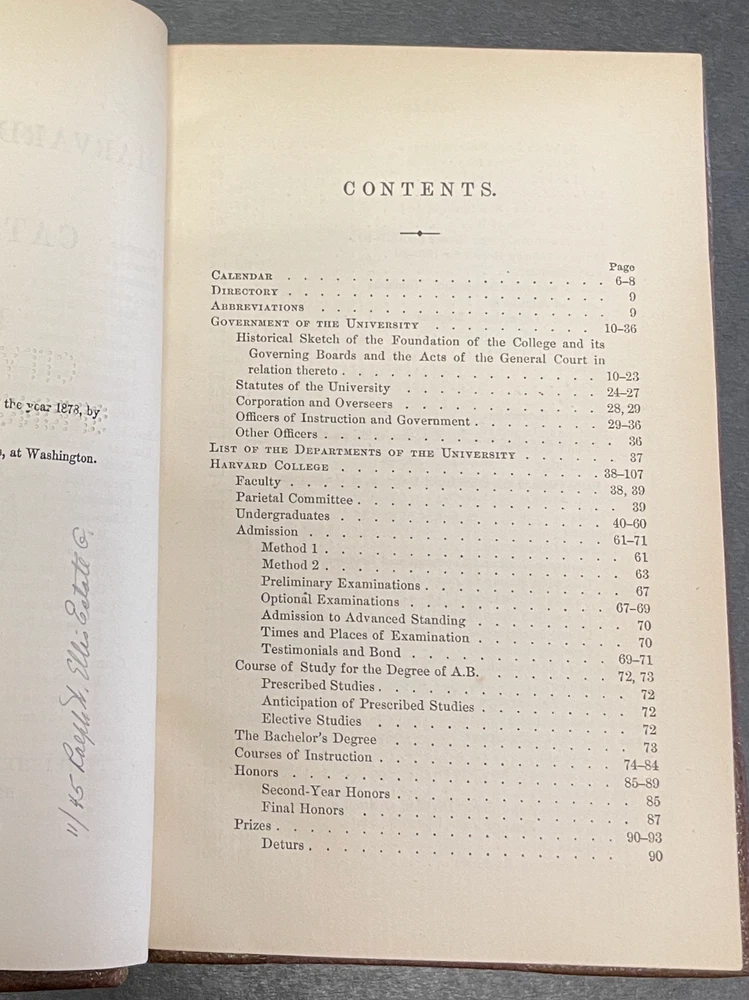 the year 1878, by
at Washington.
11/45 Ralph W. Ellis Estate G.
CONTENTS.
Page
CALENDAR . . . . . . . . . . . . . . . . . . . . 6–8
DIRECTORY . . . . . . . . . . . . . . . . . . . . 9
ABBREVIATIONS . . . . . . . . . . . . . . . . . . 9
GOVERNMENT OF THE UNIVERSITY . . . . . . . . . . 10–36
Historical Sketch of the Foundation of the College and its
Governing Boards and the Acts of the General Court in
relation thereto . . . . . . . . . . . . . . . . 10–23
Statutes of the University . . . . . . . . . . . . 24–27
Corporation and Overseers . . . . . . . . . . . . 28, 29
Officers of Instruction and Government . . . . . . . . 29–36
Other Officers . . . . . . . . . . . . . . . . . 36
LIST OF THE DEPARTMENTS OF THE UNIVERSITY . . . . . . 37
HARVARD COLLEGE . . . . . . . . . . . . . . . . 38–107
Faculty . . . . . . . . . . . . . . . . . . . 38, 39
Parietal Committee . . . . . . . . . . . . . . . 39
Undergraduates . . . . . . . . . . . . . . . . 40–60
Admission . . . . . . . . . . . . . . . . . . 61–71
Method 1 . . . . . . . . . . . . . . . . . . 61
Method 2 . . . . . . . . . . . . . . . . . . 63
Preliminary Examinations . . . . . . . . . . . . 67
Optional Examinations . . . . . . . . . . . . . 67–69
Admission to Advanced Standing . . . . . . . . . 70
Times and Places of Examination . . . . . . . . . 70
Testimonials and Bond . . . . . . . . . . . . . 69–71
Course of Study for the Degree of A.B. . . . . . . . 72, 73
Prescribed Studies . . . . . . . . . . . . . . . 72
Anticipation of Prescribed Studies . . . . . . . . . 72
Elective Studies . . . . . . . . . . . . . . . . 72
The Bachelor's Degree . . . . . . . . . . . . . . 73
Courses of Instruction . . . . . . . . . . . . . . 74–84
Honors . . . . . . . . . . . . . . . . . . . . 85–89
Second-Year Honors . . . . . . . . . . . . . . . 85
Final Honors . . . . . . . . . . . . . . . . . 87
Prizes . . . . . . . . . . . . . . . . . . . . 90–93
Deturs . . . . . . . . . . . . . . . . . . . 90